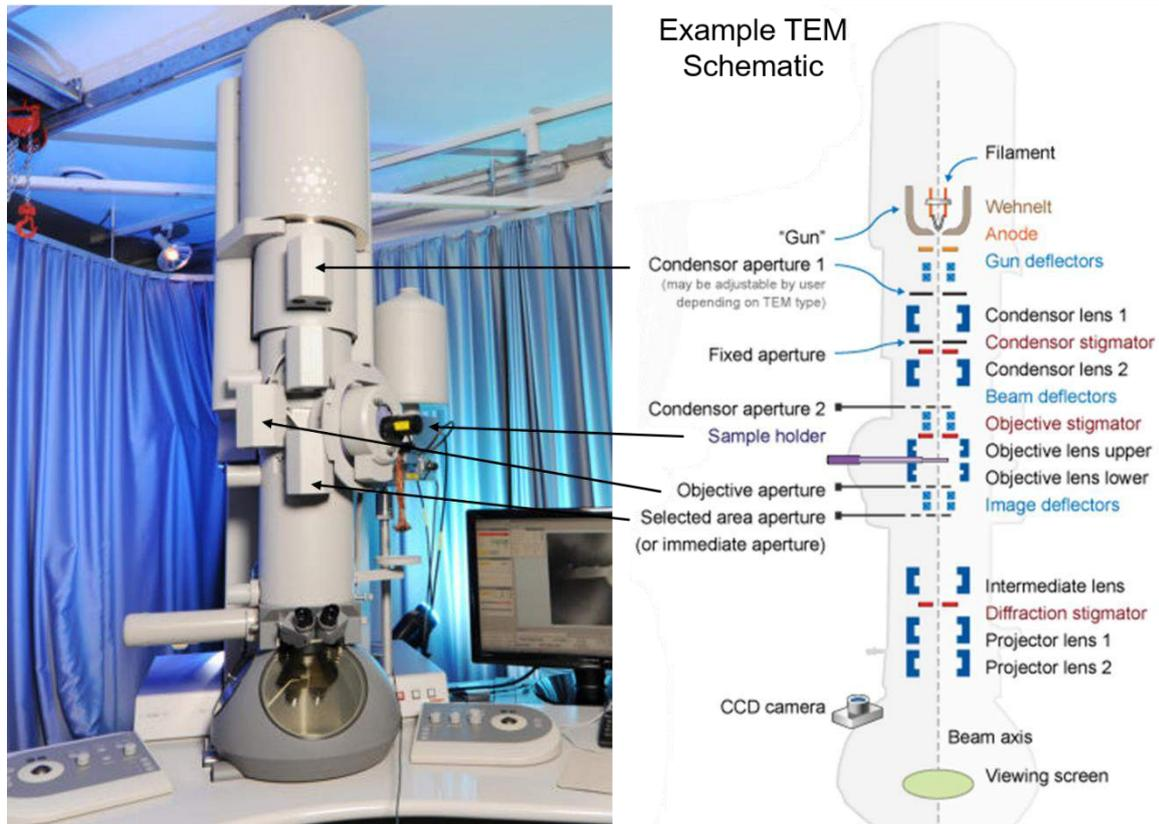 Example TEM
Schematic
Filament
Wehnelt
"Gun"
Anode
Condensor aperture 1
Gun deflectors
(may be adjustable by user
depending on TEM type)
Condensor lens 1
Condensor stigmator
Fixed aperture
Condensor lens 2
Beam deflectors
Condensor aperture 2
Objective stigmator
Sample holder
Objective lens upper
Objective lens lower
Objective aperture
Image deflectors
Selected area aperture
(or immediate aperture)
Intermediate lens
Diffraction stigmator
Projector lens 1
Projector lens 2
CCD camera
Beam axis
Viewing screen